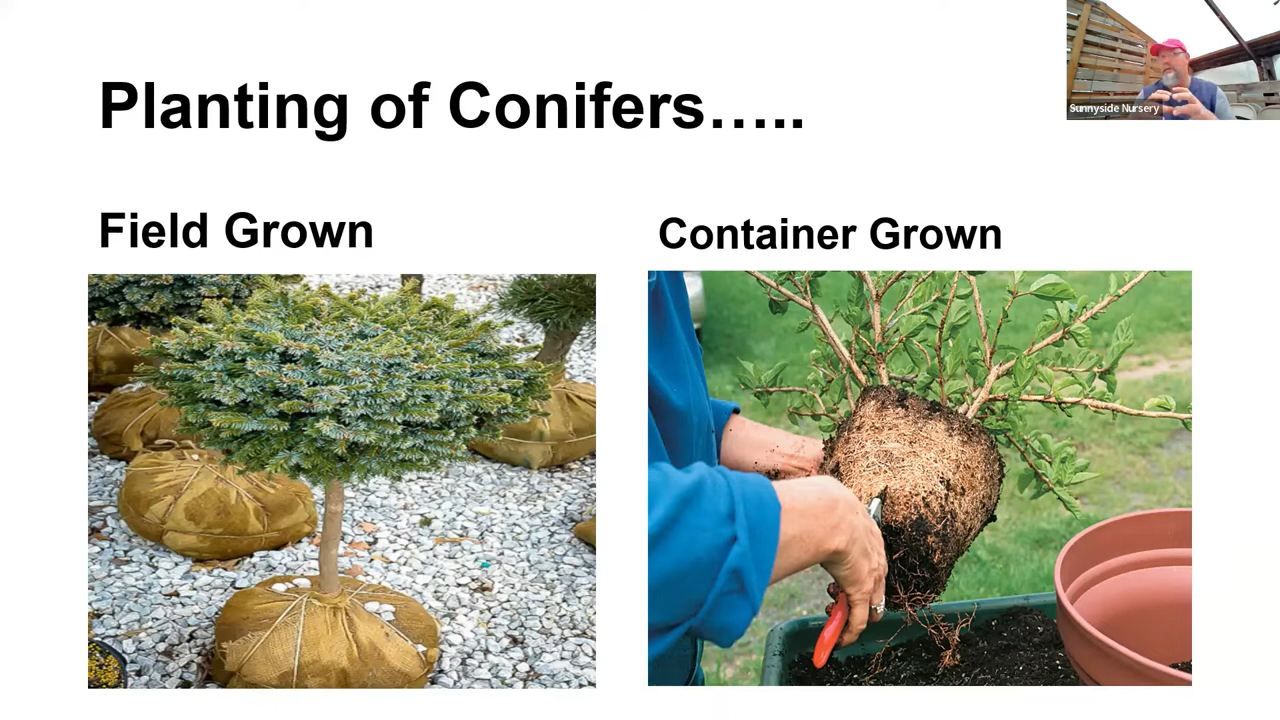 Planting of Conifers…..
Sunnyside Nursery
Field Grown
Container Grown